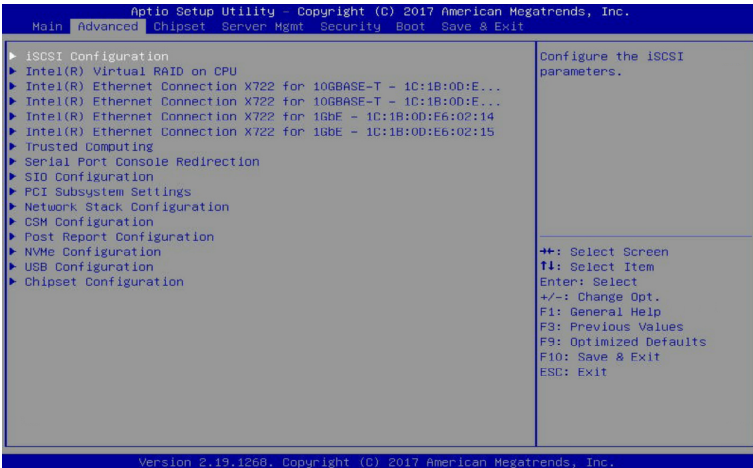 Aptio Setup Utility – Copyright (C) 2017 American Megatrends, Inc.
Main Advanced Chipset Server Mgmt Security Boot Save & Exit
▶ iSCSI Configuration
▶ Intel(R) Virtual RAID on CPU
▶ Intel(R) Ethernet Connection X722 for 10GBASE-T – 1C:1B:0D:E...
▶ Intel(R) Ethernet Connection X722 for 10GBASE-T – 1C:1B:0D:E...
▶ Intel(R) Ethernet Connection X722 for 1GbE – 1C:1B:0D:E6:02:14
▶ Intel(R) Ethernet Connection X722 for 1GbE – 1C:1B:0D:E6:02:15
▶ Trusted Computing
▶ Serial Port Console Redirection
▶ SIO Configuration
▶ PCI Subsystem Settings
▶ Network Stack Configuration
▶ CSM Configuration
▶ Post Report Configuration
▶ NVMe Configuration
▶ USB Configuration
▶ Chipset Configuration
Configure the iSCSI
parameters.
→←: Select Screen
↑↓: Select Item
Enter: Select
+/-: Change Opt.
F1: General Help
F3: Previous Values
F9: Optimized Defaults
F10: Save & Exit
ESC: Exit
Version 2.19.1268. Copyright (C) 2017 American Megatrends, Inc.